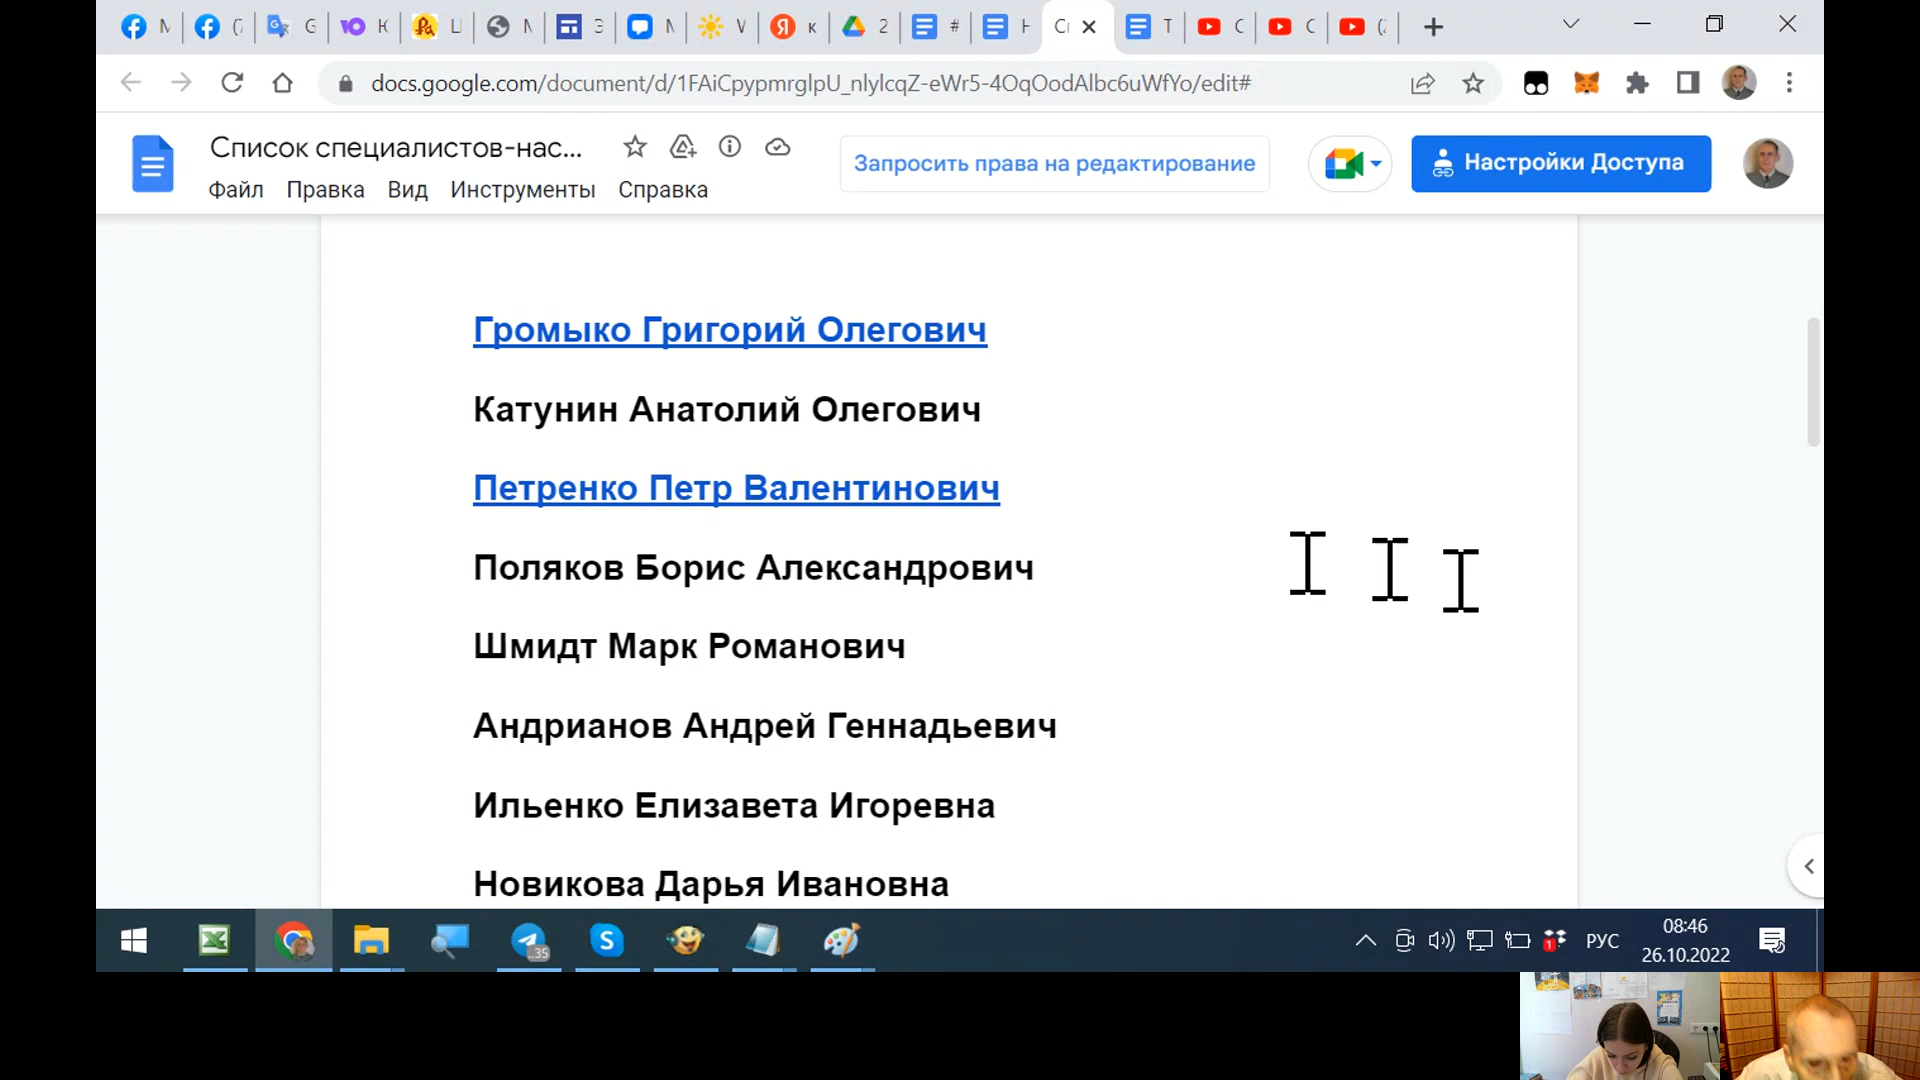 docs.google.com/document/d/1FAiCpypmrglpU_nlylcqZ-eWr5-4OqOodAlbc6uWfYo/edit#
Список специалистов-нас...
Запросить права на редактирование
Настройки Доступа
Файл Правка Вид Инструменты Справка
Громыко Григорий Олегович
Катунин Анатолий Олегович
Петренко Петр Валентинович
Поляков Борис Александрович
Шмидт Марк Романович
Андрианов Андрей Геннадьевич
Ильенко Елизавета Игоревна
Новикова Дарья Ивановна
..35
1
РУС
08:46
26.10.2022